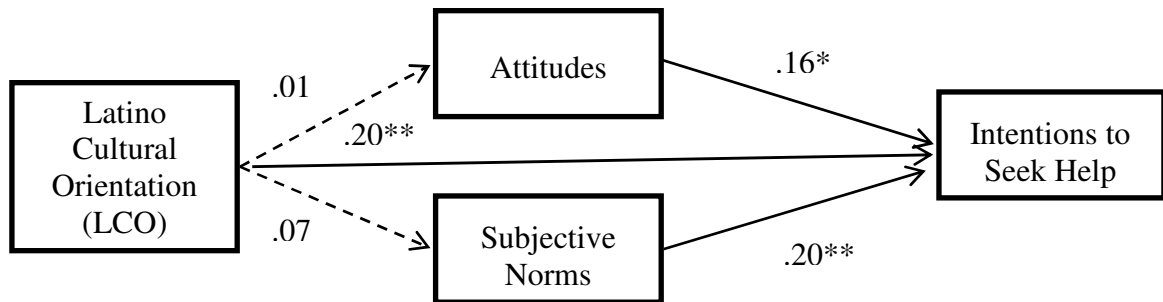 Attitudes
.16*
.01
Latino
Cultural
Orientation
(LCO)
.20**
Intentions to
Seek Help
.07
Subjective
Norms
.20**